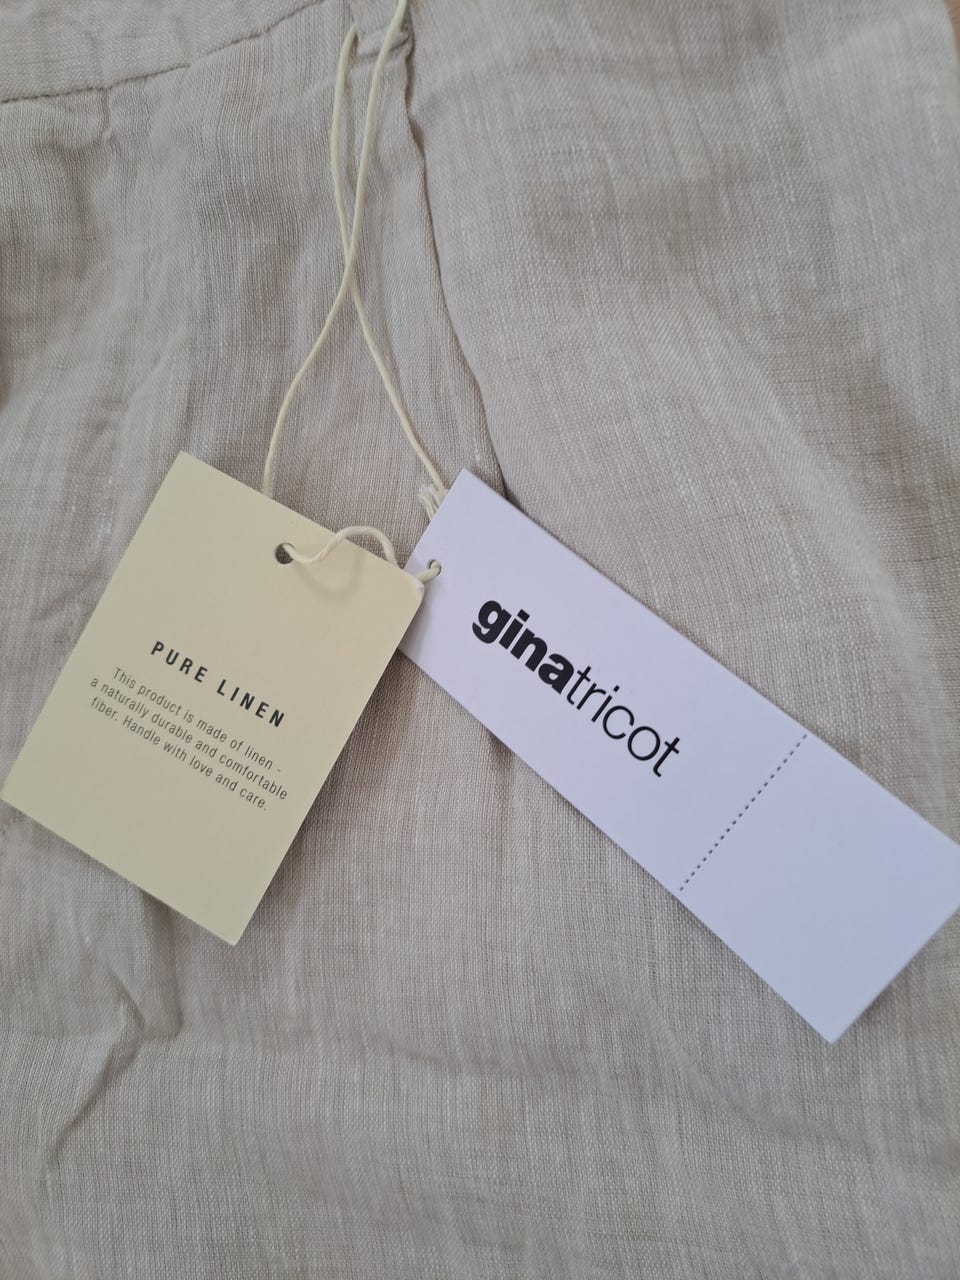 PURE LINEN
This product is made of linen -
a naturally durable and comfortable
fiber. Handle with love and care.
ginatricot